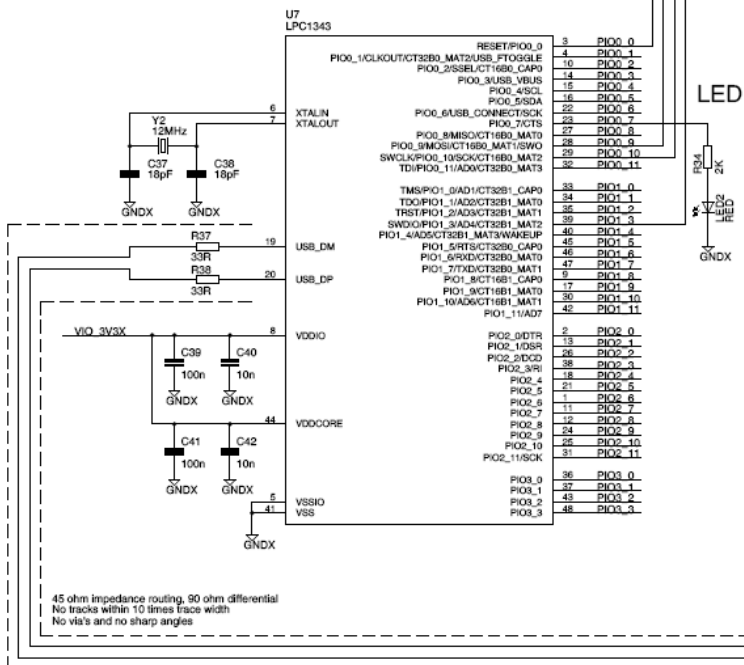 U7
LPC1343
RESET/PIO0_0 3 PIO0_0
PIO0_1/CLKOUT/CT32B0_MAT2/USB_FTOGGLE 4 PIO0_1
PIO0_2/SSEL/CT16B0_CAP0 10 PIO0_2
PIO0_3/USB_VBUS 14 PIO0_3
PIO0_4/SCL 15 PIO0_4
PIO0_5/SDA 16 PIO0_5
6 XTALIN PIO0_6/USB_CONNECT/SCK 22 PIO0_6
7 XTALOUT PIO0_7/CTS 23 PIO0_7
PIO0_8/MISO/CT16B0_MAT0 27 PIO0_8
PIO0_9/MOSI/CT16B0_MAT1/SWO 28 PIO0_9
SWCLK/PIO0_10/SCK/CT16B0_MAT2 29 PIO0_10
TDI/PIO0_11/AD0/CT32B0_MAT3 32 PIO0_11
LED
Y2
12MHz
C37
18pF
C38
18pF
GNDX
GNDX
R34
2K
LED2
RED
GNDX
TMS/PIO1_0/AD1/CT32B1_CAP0 33 PIO1_0
TDO/PIO1_1/AD2/CT32B1_MAT0 34 PIO1_1
TRST/PIO1_2/AD3/CT32B1_MAT1 35 PIO1_2
SWDIO/PIO1_3/AD4/CT32B1_MAT2 39 PIO1_3
PIO1_4/AD5/CT32B1_MAT3/WAKEUP 40 PIO1_4
PIO1_5/RTS/CT32B0_CAP0 45 PIO1_5
PIO1_6/RXD/CT32B0_MAT0 46 PIO1_6
PIO1_7/TXD/CT32B0_MAT1 47 PIO1_7
PIO1_8/CT16B1_CAP0 9 PIO1_8
PIO1_9/CT16B1_MAT0 17 PIO1_9
PIO1_10/AD6/CT16B1_MAT1 30 PIO1_10
PIO1_11/AD7 42 PIO1_11
R37
33R
19 USB_DM
R38
33R
20 USB_DP
VIO_3V3X
8 VDDIO
C39
100n
C40
10n
GNDX
GNDX
PIO2_0/DTR 2 PIO2_0
PIO2_1/DSR 13 PIO2_1
PIO2_2/DCD 26 PIO2_2
PIO2_3/RI 38 PIO2_3
PIO2_4 18 PIO2_4
PIO2_5 21 PIO2_5
PIO2_6 1 PIO2_6
PIO2_7 11 PIO2_7
PIO2_8 12 PIO2_8
PIO2_9 24 PIO2_9
PIO2_10 25 PIO2_10
PIO2_11/SCK 31 PIO2_11
44 VDDCORE
C41
100n
C42
10n
GNDX
GNDX
PIO3_0 36 PIO3_0
PIO3_1 37 PIO3_1
PIO3_2 43 PIO3_2
PIO3_3 48 PIO3_3
5 VSSIO
41 VSS
GNDX
45 ohm impedance routing, 90 ohm differential
No tracks within 10 times trace width
No via's and no sharp angles